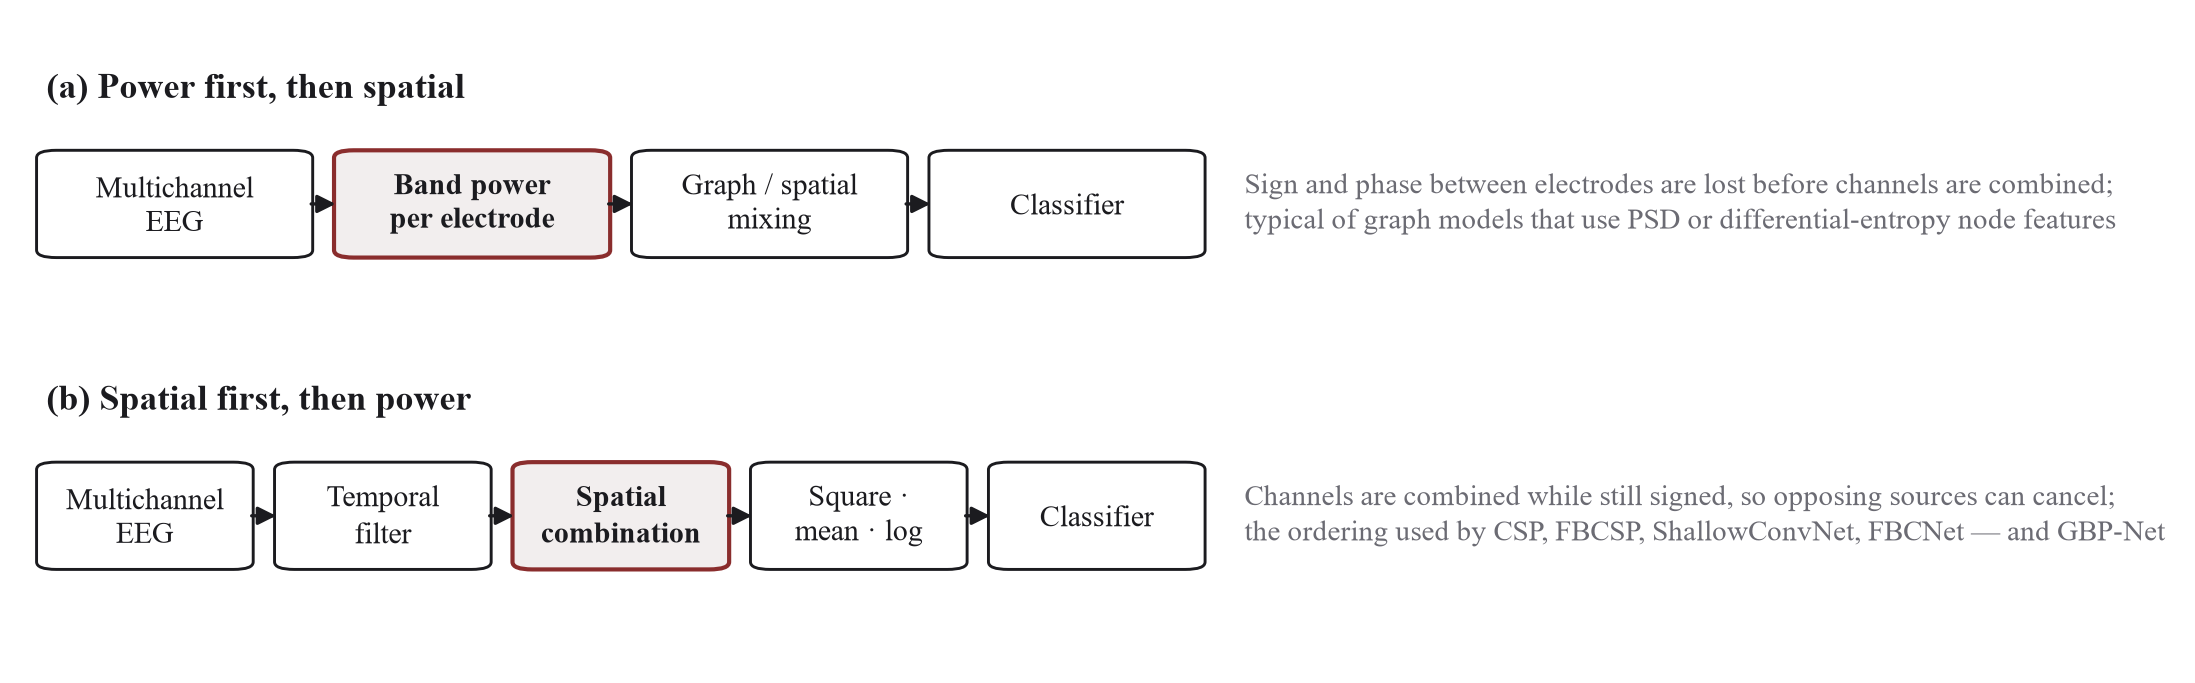 (a) Power first, then spatial
Multichannel
EEG
Band power
per electrode
Graph / spatial
mixing
Classifier
Sign and phase between electrodes are lost before channels are combined;
typical of graph models that use PSD or differential-entropy node features
(b) Spatial first, then power
Multichannel
EEG
Temporal
filter
Spatial
combination
Square ·
mean · log
Classifier
Channels are combined while still signed, so opposing sources can cancel;
the ordering used by CSP, FBCSP, ShallowConvNet, FBCNet — and GBP-Net